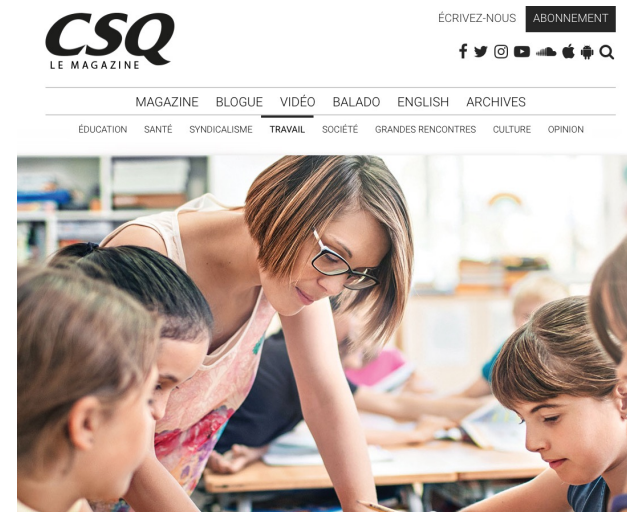 CSQ
LE MAGAZINE
ÉCRIVEZ-NOUS ABONNEMENT
MAGAZINE BLOGUE VIDÉO BALADO ENGLISH ARCHIVES
ÉDUCATION SANTÉ SYNDICALISME TRAVAIL SOCIÉTÉ GRANDES RENCONTRES CULTURE OPINION